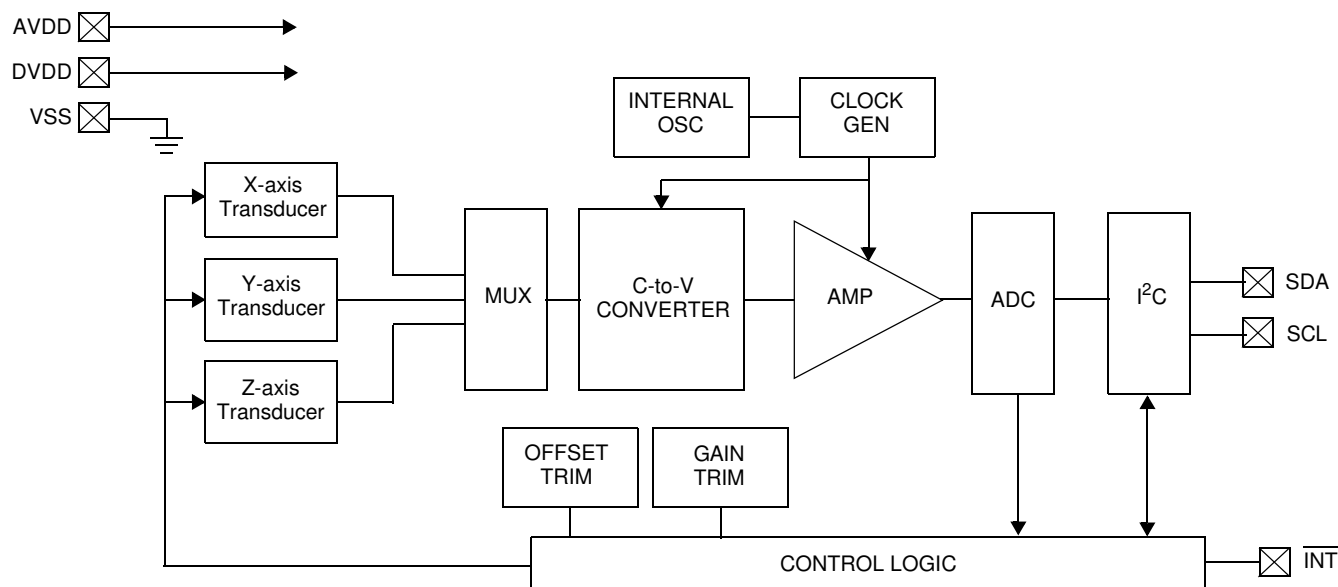 AVDD
DVDD
VSS
INTERNAL
OSC
CLOCK
GEN
X-axis
Transducer
Y-axis
Transducer
Z-axis
Transducer
MUX
C-to-V
CONVERTER
AMP
ADC
I²C
SDA
SCL
OFFSET
TRIM
GAIN
TRIM
CONTROL LOGIC
I̅N̅T̅